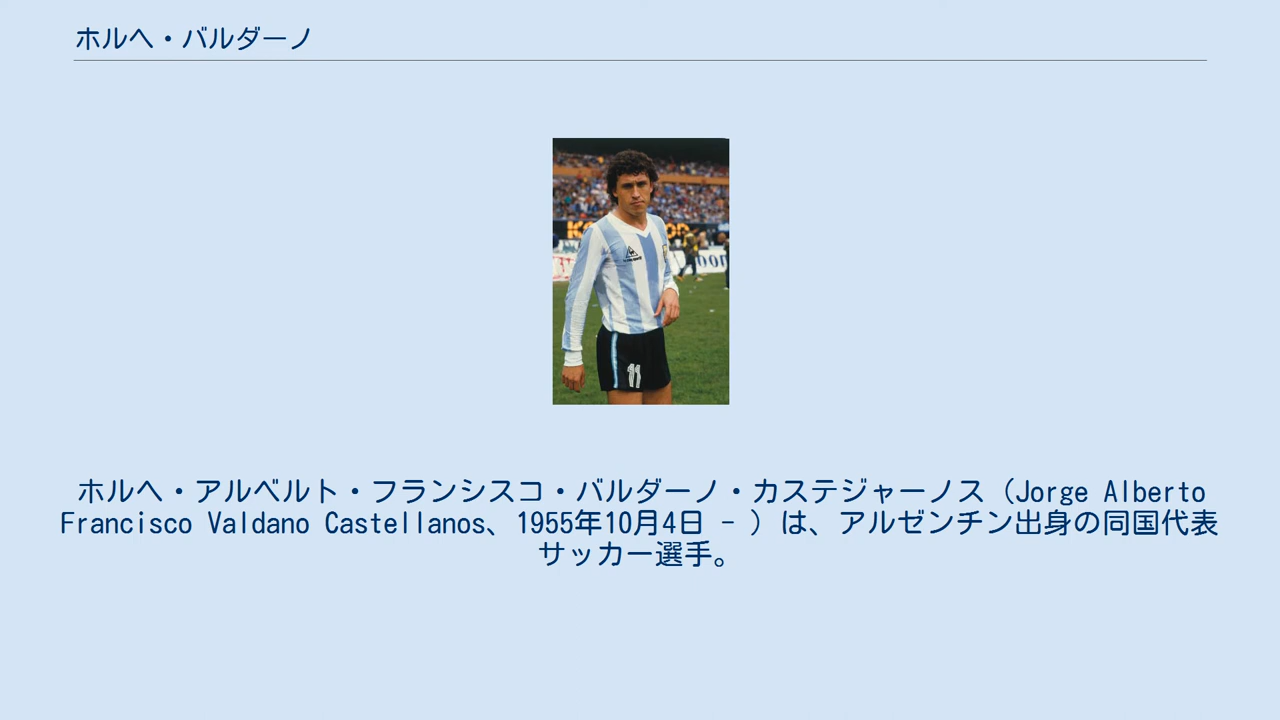 ホルヘ・バルダーノ
11
ホルヘ・アルベルト・フランシスコ・バルダーノ・カステジャーノス（Jorge Alberto
Francisco Valdano Castellanos、1955年10月4日 - ）は、アルゼンチン出身の同国代表
サッカー選手。